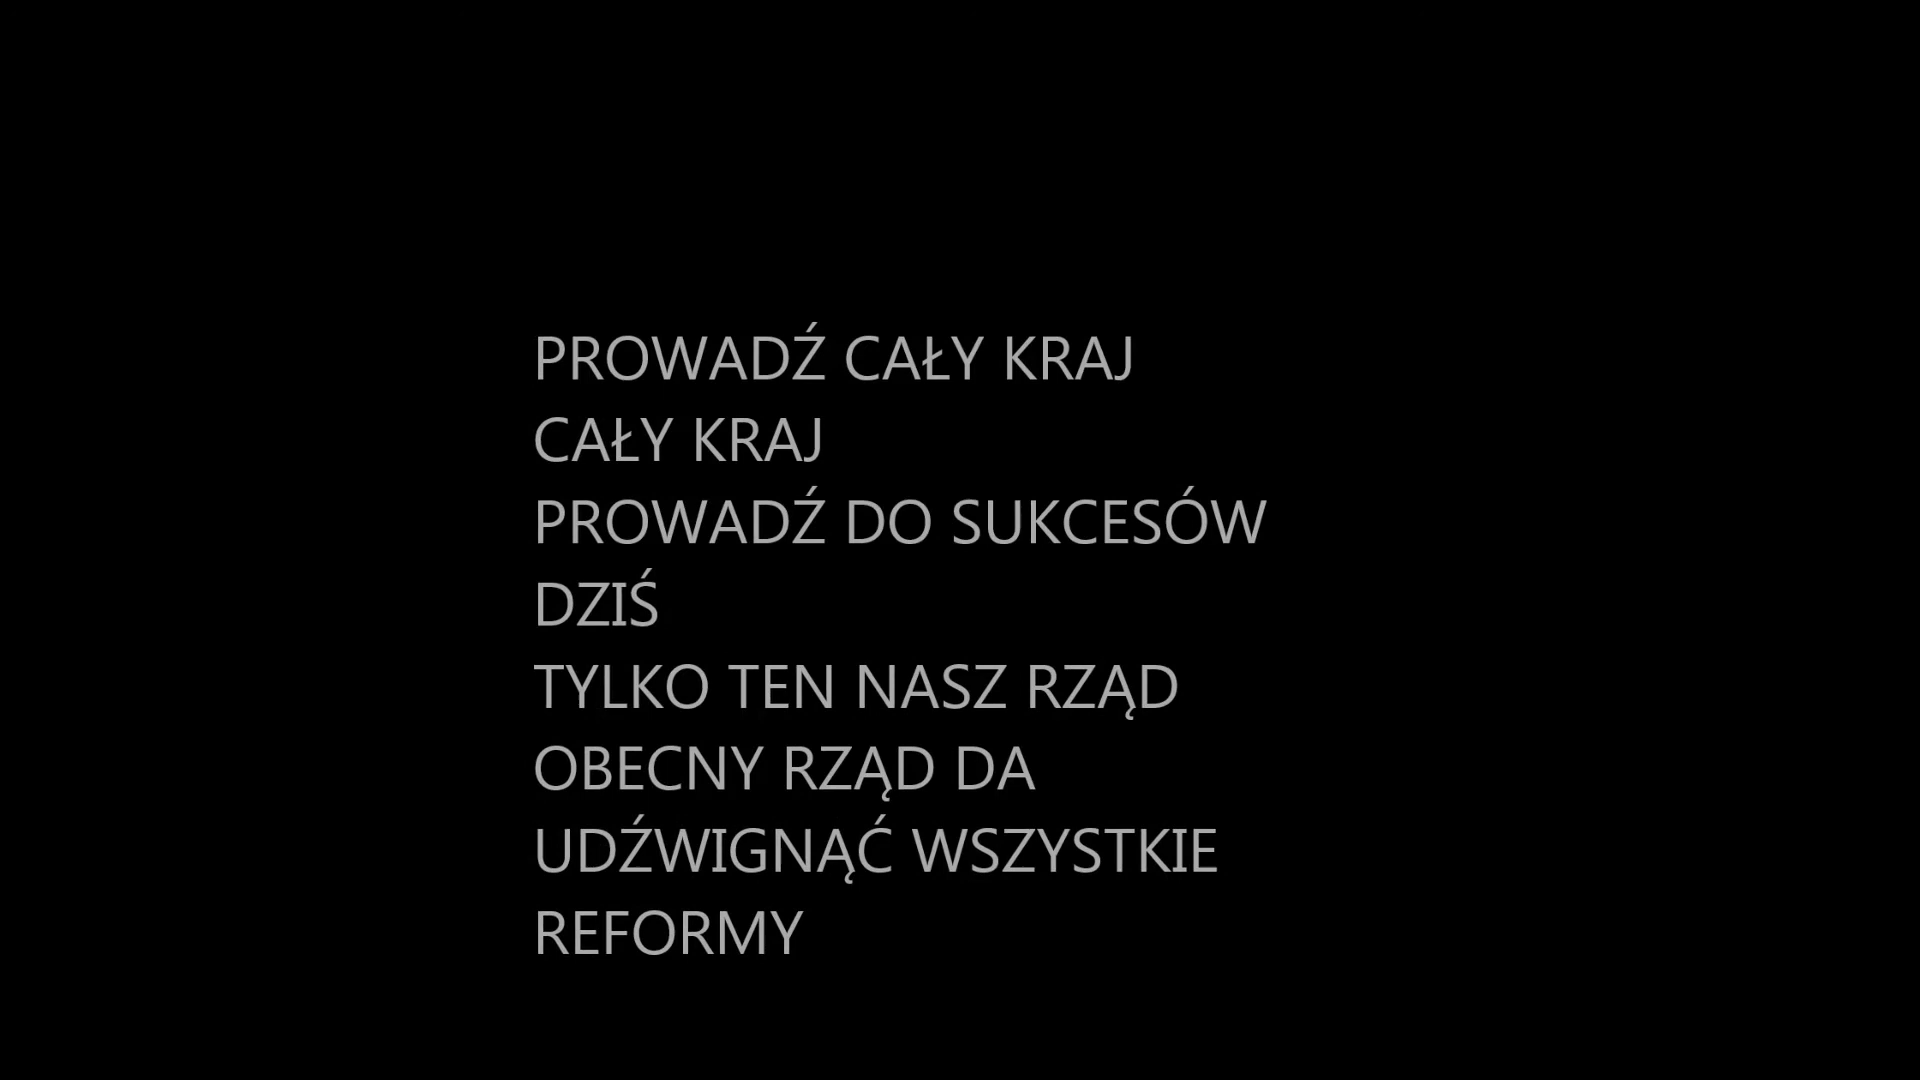 PROWADŹ CAŁY KRAJ
CAŁY KRAJ
PROWADŹ DO SUKCESÓW
DZIŚ
TYLKO TEN NASZ RZĄD
OBECNY RZĄD DA
UDŹWIGNĄĆ WSZYSTKIE
REFORMY